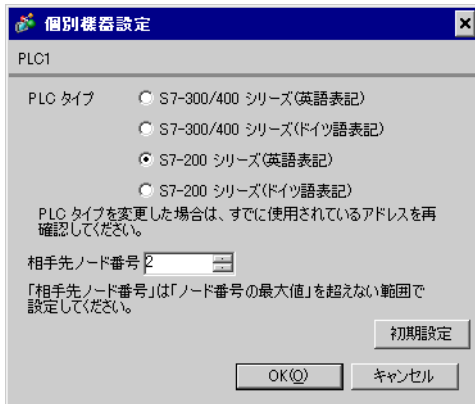 個別機器設定
PLC1
PLC タイプ
S7-300/400 シリーズ(英語表記)
S7-300/400 シリーズ(ドイツ語表記)
S7-200 シリーズ(英語表記)
S7-200 シリーズ(ドイツ語表記)
PLC タイプを変更した場合は、すでに使用されているアドレスを再
確認してください。
相手先ノード番号 2
「相手先ノード番号」は「ノード番号の最大値」を超えない範囲で
設定してください。
初期設定
OK(O) キャンセル